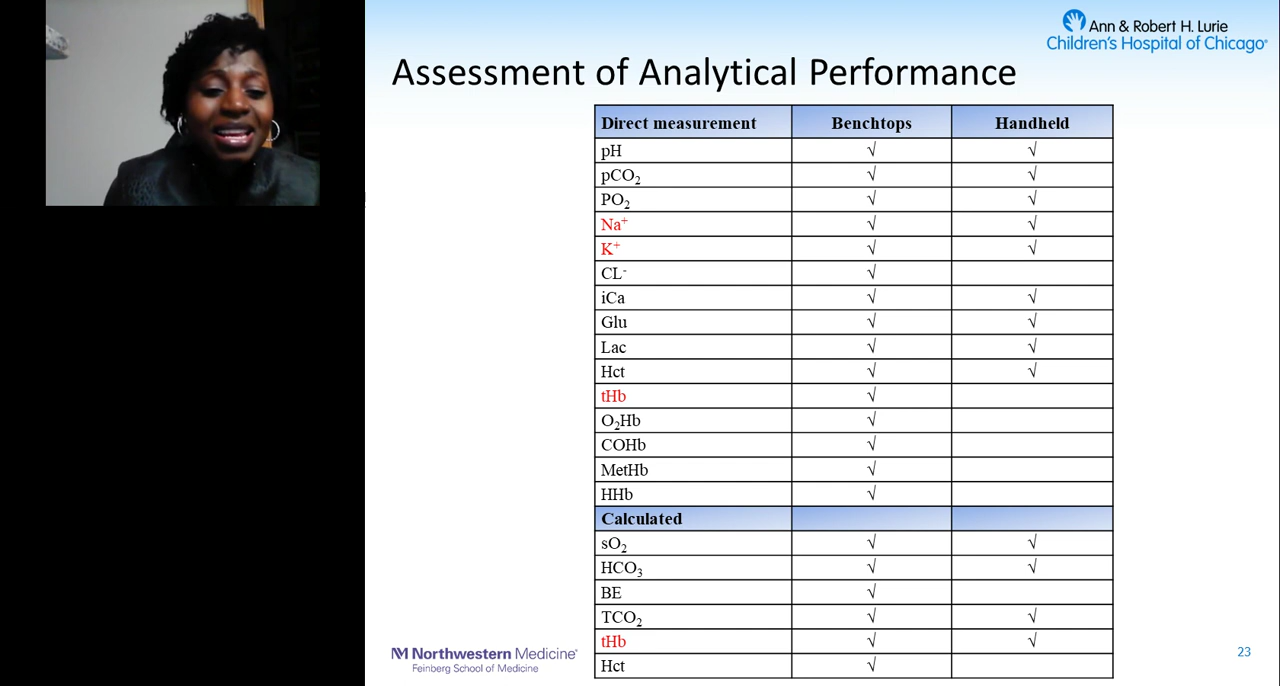 Ann & Robert H. Lurie
Children's Hospital of Chicago®
Assessment of Analytical Performance
Direct measurement Benchtops Handheld
pH √ √
pCO₂ √ √
PO₂ √ √
Na⁺ √ √
K⁺ √ √
CL⁻ √
iCa √ √
Glu √ √
Lac √ √
Hct √ √
tHb √
O₂Hb √
COHb √
MetHb √
HHb √
Calculated
sO₂ √ √
HCO₃ √ √
BE √
TCO₂ √ √
tHb √ √
Hct √
NM Northwestern Medicine®
Feinberg School of Medicine
23